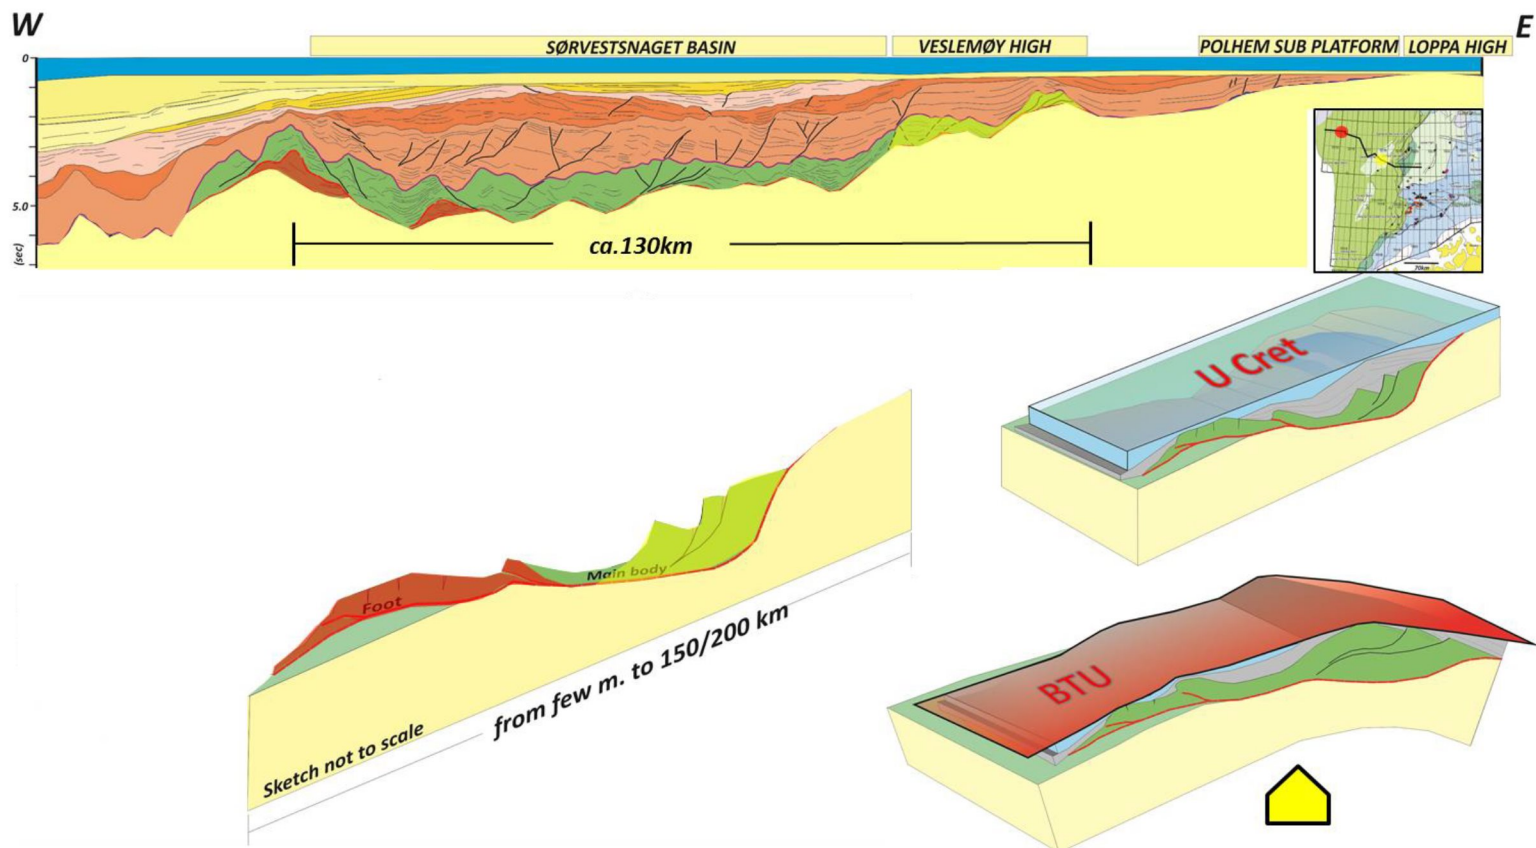 W
E
SØRVESTSNAGET BASIN
VESLEMØY HIGH
POLHEM SUB PLATFORM
LOPPA HIGH
0
5.0
(sec)
ca.130km
70km
U Cret
Main body
Foot
from few m. to 150/200 km
Sketch not to scale
BTU